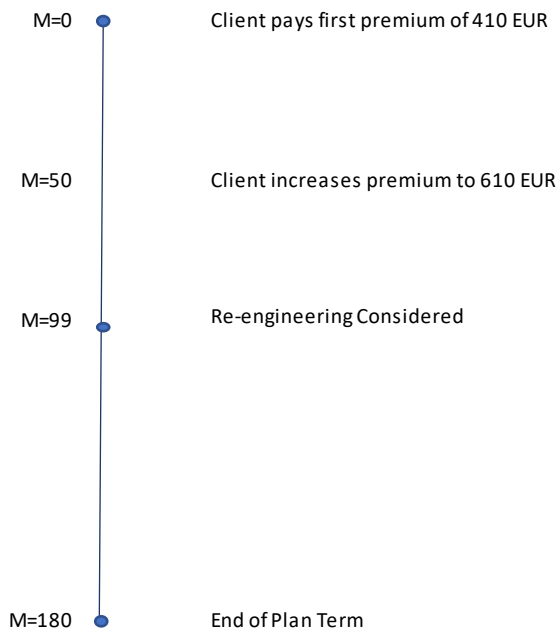 M=0 Client pays first premium of 410 EUR
M=50 Client increases premium to 610 EUR
M=99 Re-engineering Considered
M=180 End of Plan Term